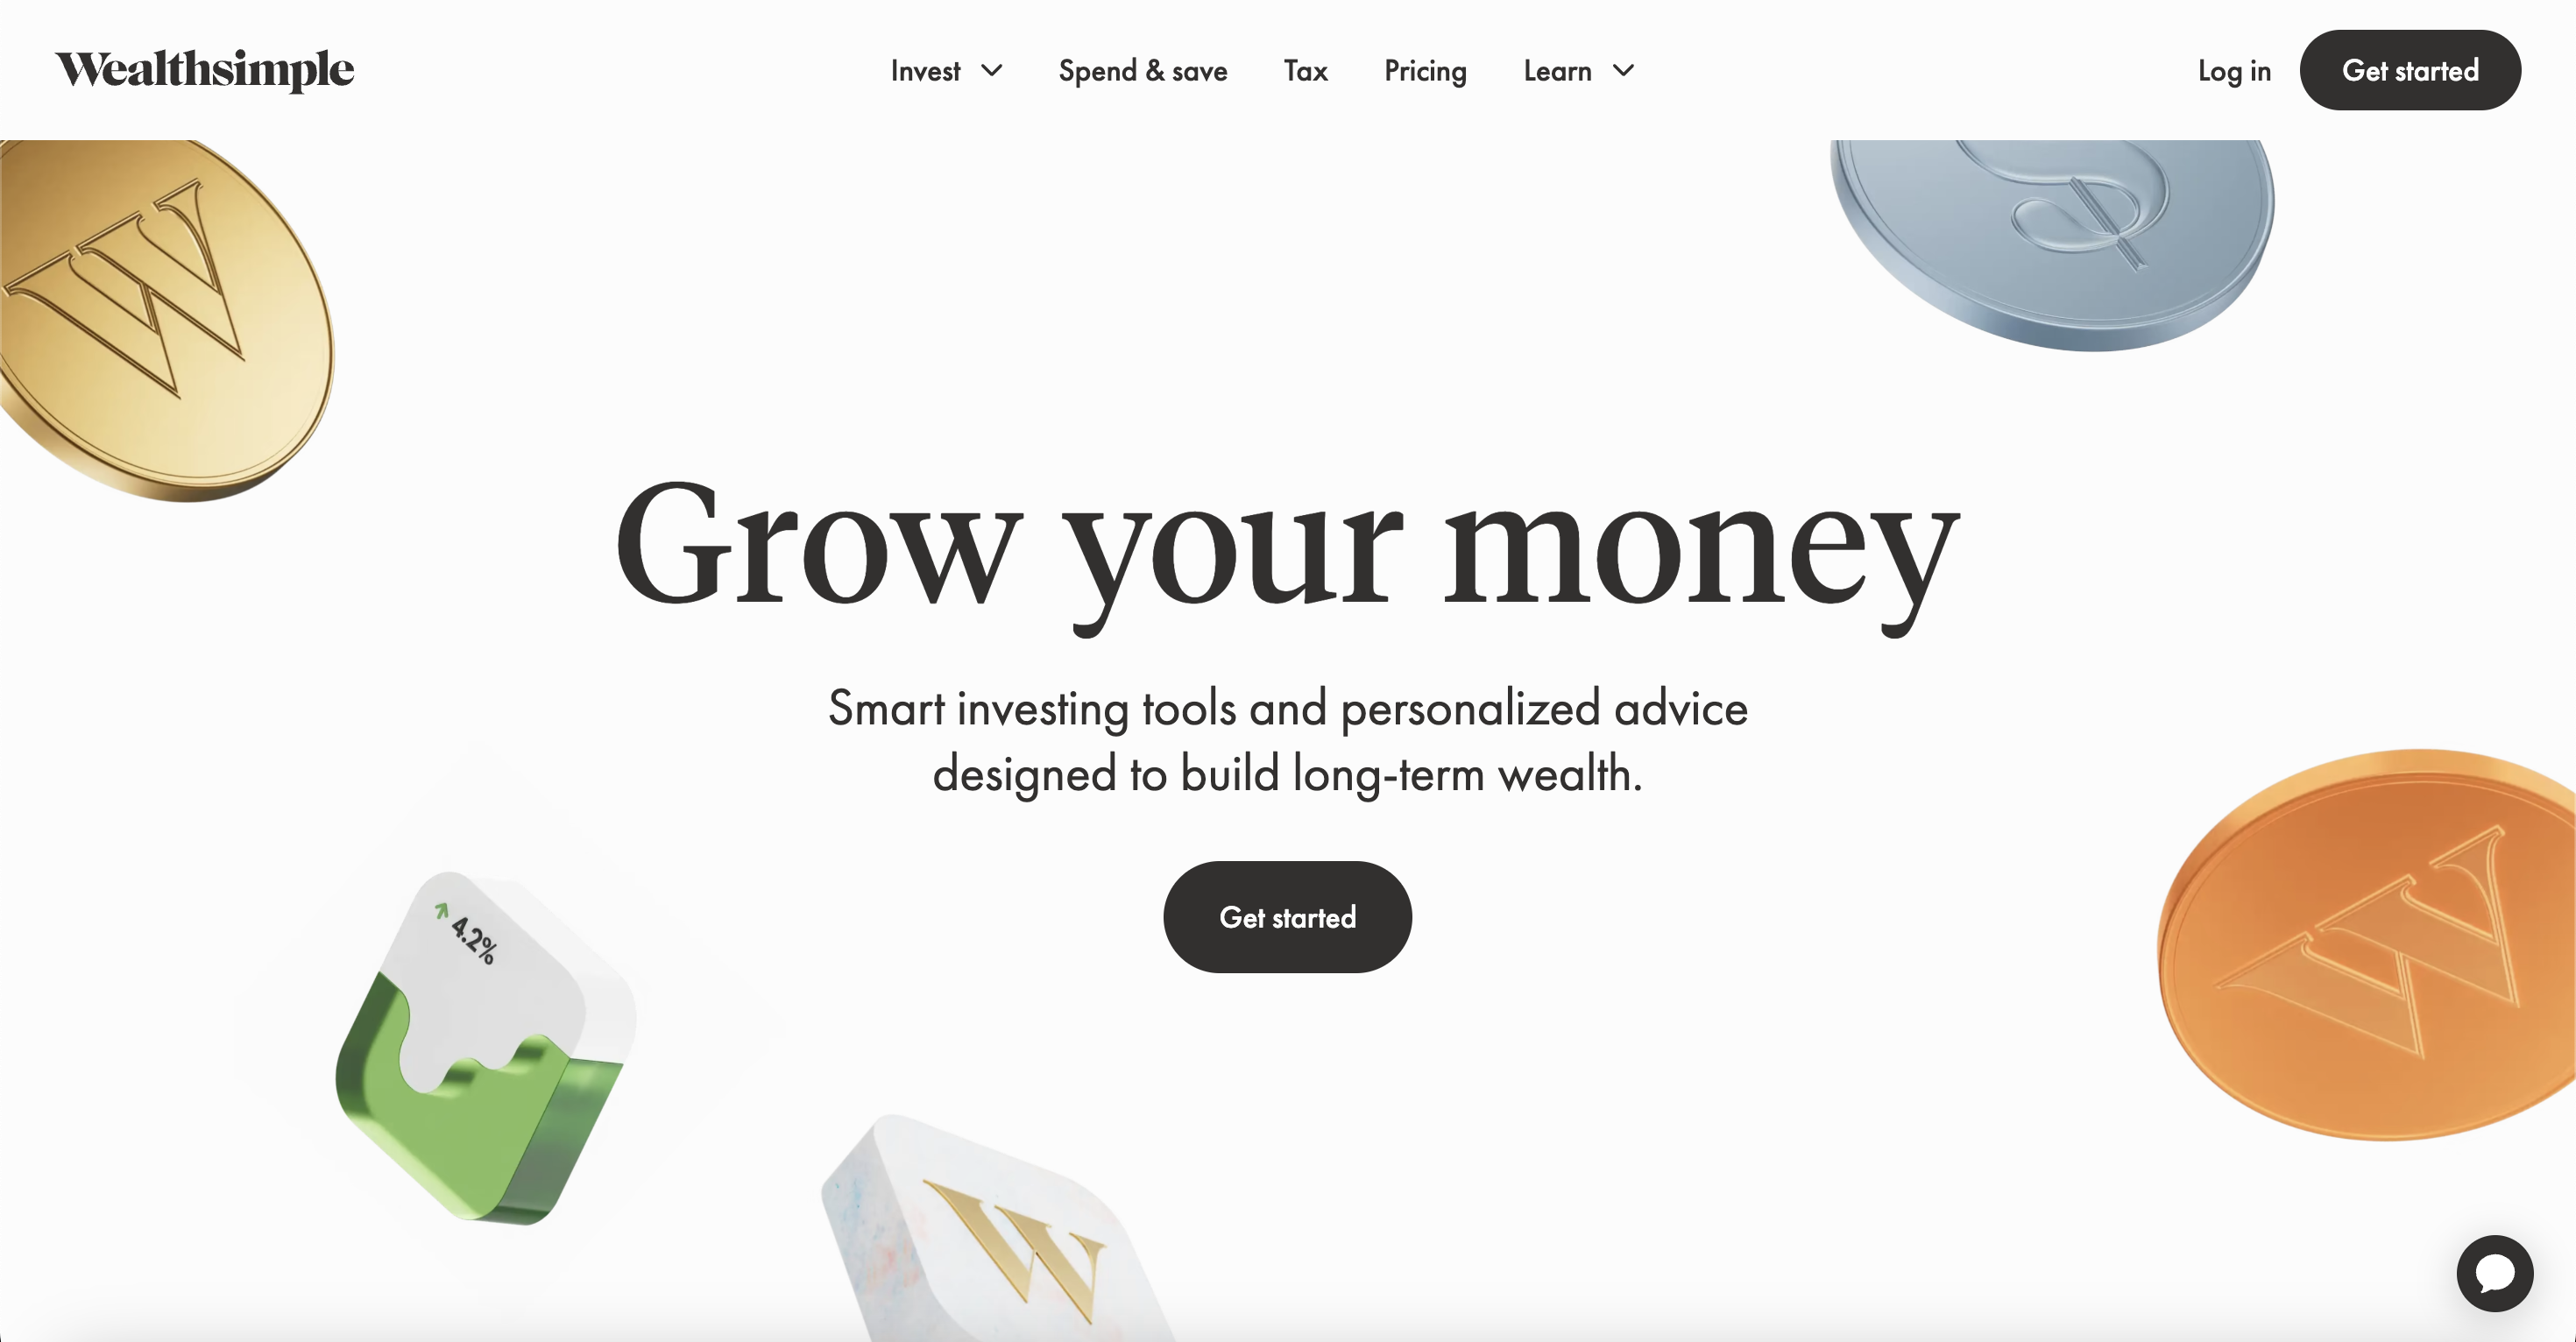 Wealthsimple
Invest
Spend & save
Tax
Pricing
Learn
Log in
Get started
W
$
Grow your money
Smart investing tools and personalized advice
designed to build long-term wealth.
Get started
4.2%
W
W